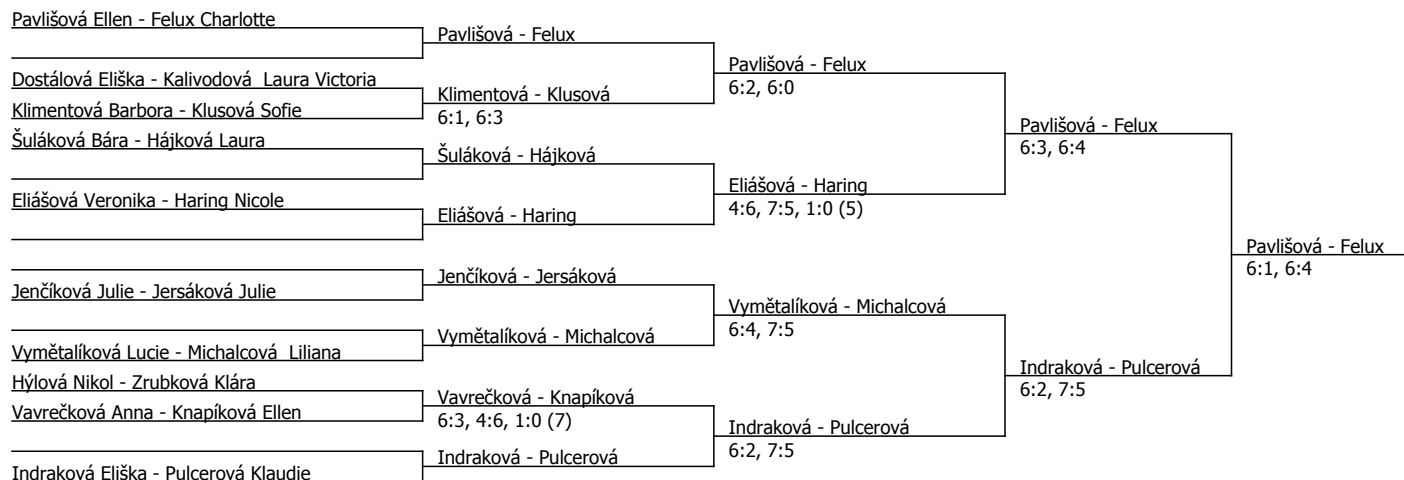 Pavlišová Ellen - Felux Charlotte
Pavlišová - Felux
Dostálová Eliška - Kalivodová  Laura Victoria
Klimentová Barbora - Klusová Sofie
Klimentová - Klusová
6:1, 6:3
Pavlišová - Felux
6:2, 6:0
Šuláková Bára - Hájková Laura
Šuláková - Hájková
Eliášová Veronika - Haring Nicole
Eliášová - Haring
Eliášová - Haring
4:6, 7:5, 1:0 (5)
Pavlišová - Felux
6:3, 6:4
Jenčíková Julie - Jersáková Julie
Jenčíková - Jersáková
Vymětalíková Lucie - Michalcová  Liliana
Vymětalíková - Michalcová
Vymětalíková - Michalcová
6:4, 7:5
Hýlová Nikol - Zrubková Klára
Vavrečková Anna - Knapíková Ellen
Vavrečková - Knapíková
6:3, 4:6, 1:0 (7)
Indraková Eliška - Pulcerová Klaudie
Indraková - Pulcerová
Indraková - Pulcerová
6:2, 7:5
Indraková - Pulcerová
6:2, 7:5
Pavlišová - Felux
6:1, 6:4